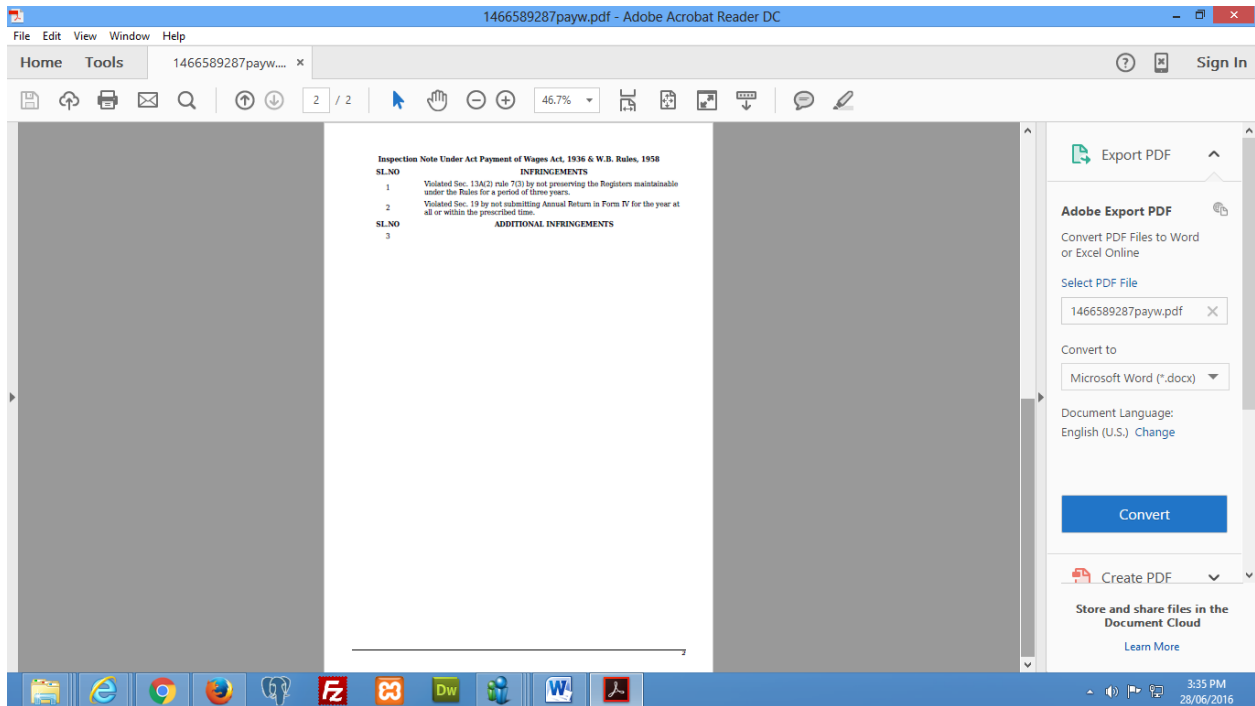 1466589287payw.pdf - Adobe Acrobat Reader DC
File Edit View Window Help
Home Tools 1466589287payw.... × Sign In
2 / 2 46.7%
Inspection Note Under Act Payment of Wages Act, 1936 & W.B. Rules, 1958
SL.NO INFRINGEMENTS
1 Violated Sec. 13A(2) rule 7(3) by not preserving the Registers maintainable
under the Rules for a period of three years.
2 Violated Sec. 19 by not submitting Annual Return in Form IV for the year at
all or within the prescribed time.
SL.NO ADDITIONAL INFRINGEMENTS
3
2
Export PDF
Adobe Export PDF
Convert PDF Files to Word
or Excel Online
Select PDF File
1466589287payw.pdf
Convert to
Microsoft Word (*.docx)
Document Language:
English (U.S.) Change
Convert
Create PDF
Store and share files in the
Document Cloud
Learn More
Dw
3:35 PM
28/06/2016